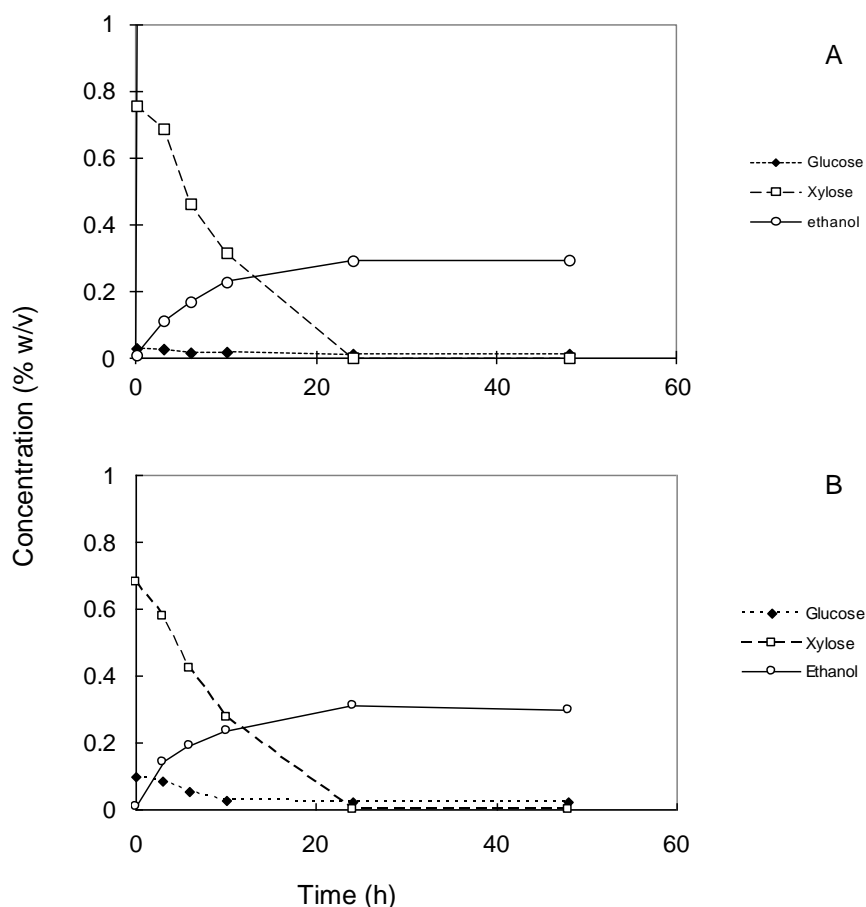 1
A
0.8
0.6
Glucose
Xylose
0.4
ethanol
0.2
0
0
20
40
60
Concentration (% w/v)
1
B
0.8
0.6
Glucose
Xylose
0.4
Ethanol
0.2
0
0
20
40
60
Time (h)